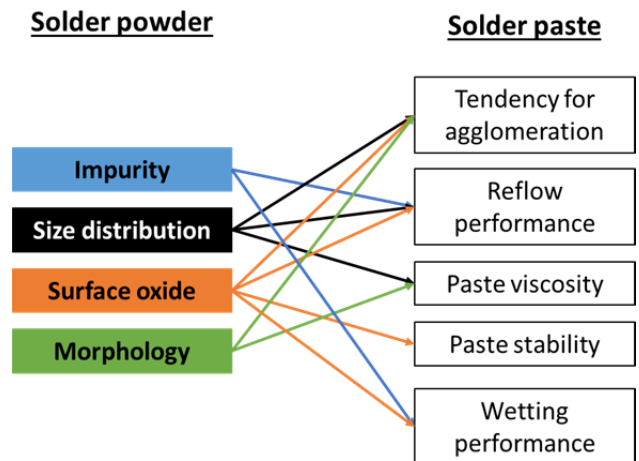 Solder powder
Solder paste
Impurity
Size distribution
Surface oxide
Morphology
Tendency for
agglomeration
Reflow
performance
Paste viscosity
Paste stability
Wetting
performance